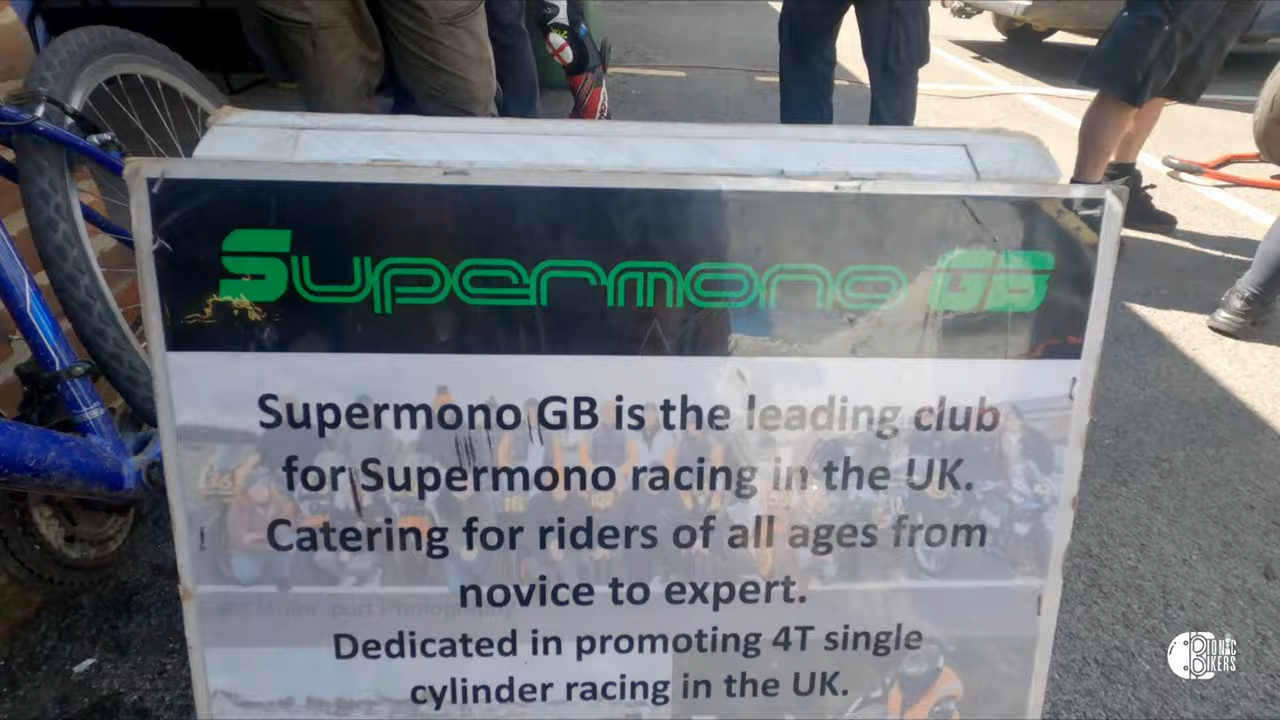 Supermono GB
Supermono GB is the leading club
for Supermono racing in the UK.
Catering for riders of all ages from
novice to expert.
Dedicated in promoting 4T single
cylinder racing in the UK.
BIONIC
BIKERS